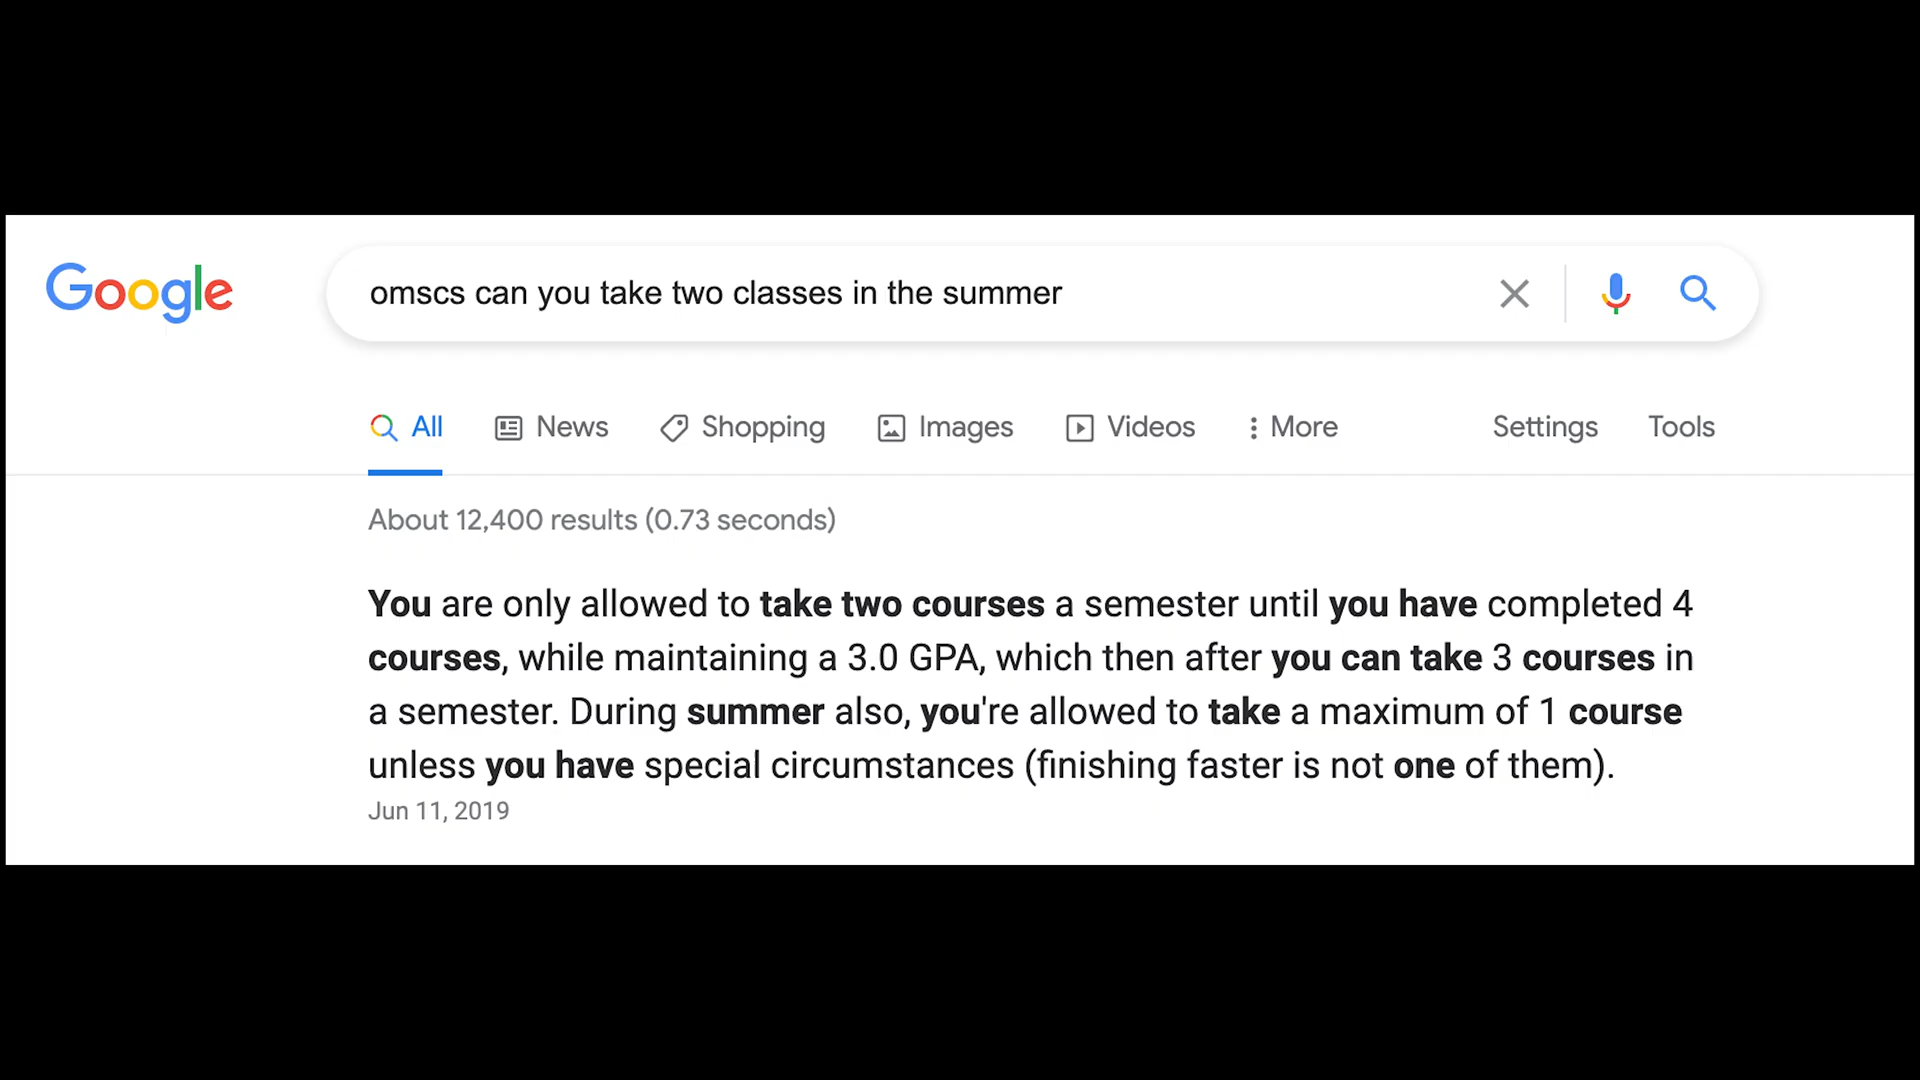 Google
omscs can you take two classes in the summer
All News Shopping Images Videos More Settings Tools
About 12,400 results (0.73 seconds)
You are only allowed to take two courses a semester until you have completed 4
courses, while maintaining a 3.0 GPA, which then after you can take 3 courses in
a semester. During summer also, you're allowed to take a maximum of 1 course
unless you have special circumstances (finishing faster is not one of them).
Jun 11, 2019